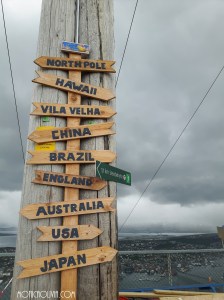 NORTH POLE
HAWAII
VILA VELHA
CHINA
BRAZIL
ENGLAND
AUSTRALIA
USA
JAPAN